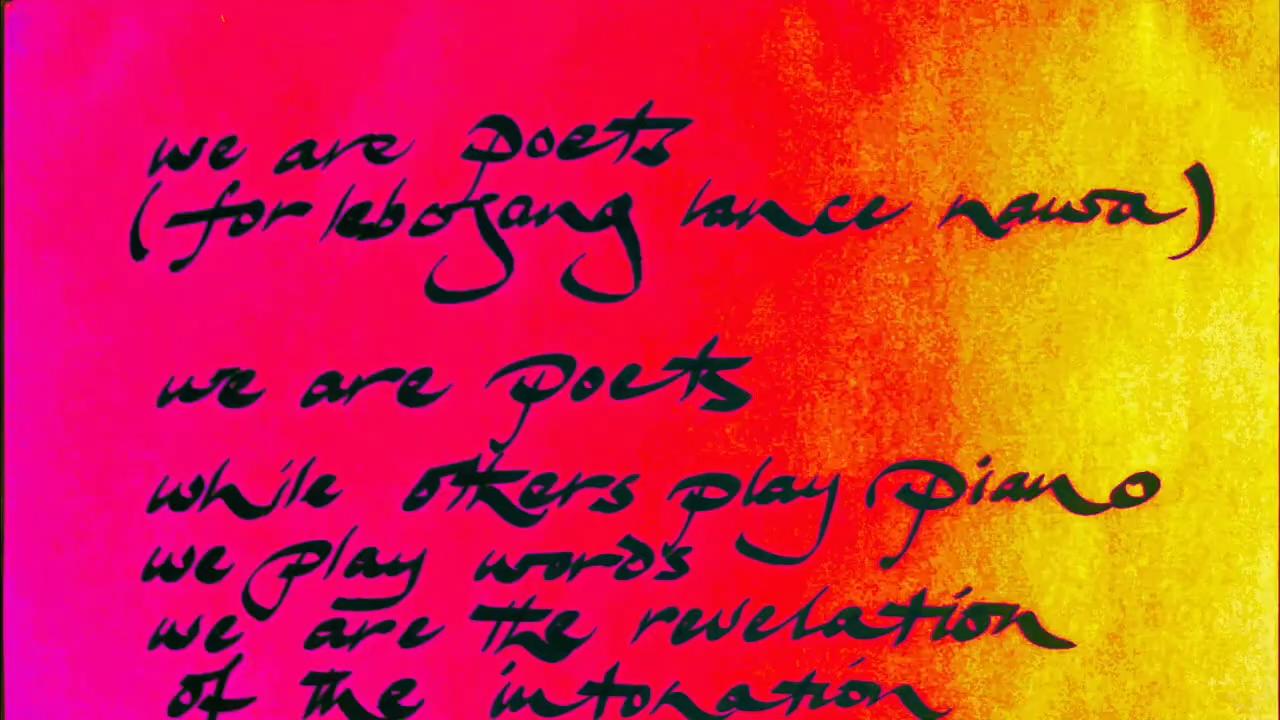 we are poets
(for lebogang lance nawa)
we are poets
while others play piano
we play words
we are the revelation
of the intonation